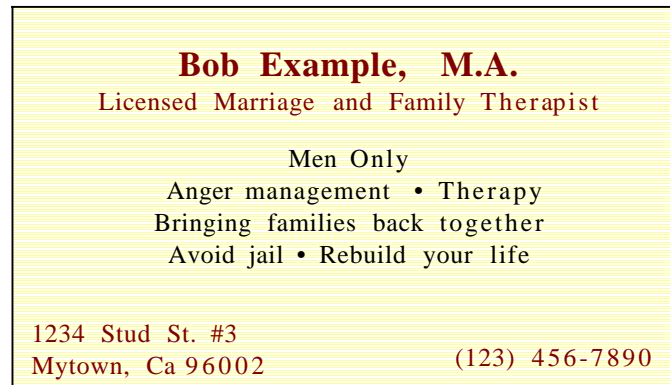 Bob Example, M.A.
Licensed Marriage and Family Therapist
Men Only
Anger management • Therapy
Bringing families back together
Avoid jail • Rebuild your life
1234 Stud St. #3
Mytown, Ca 96002
(123) 456-7890